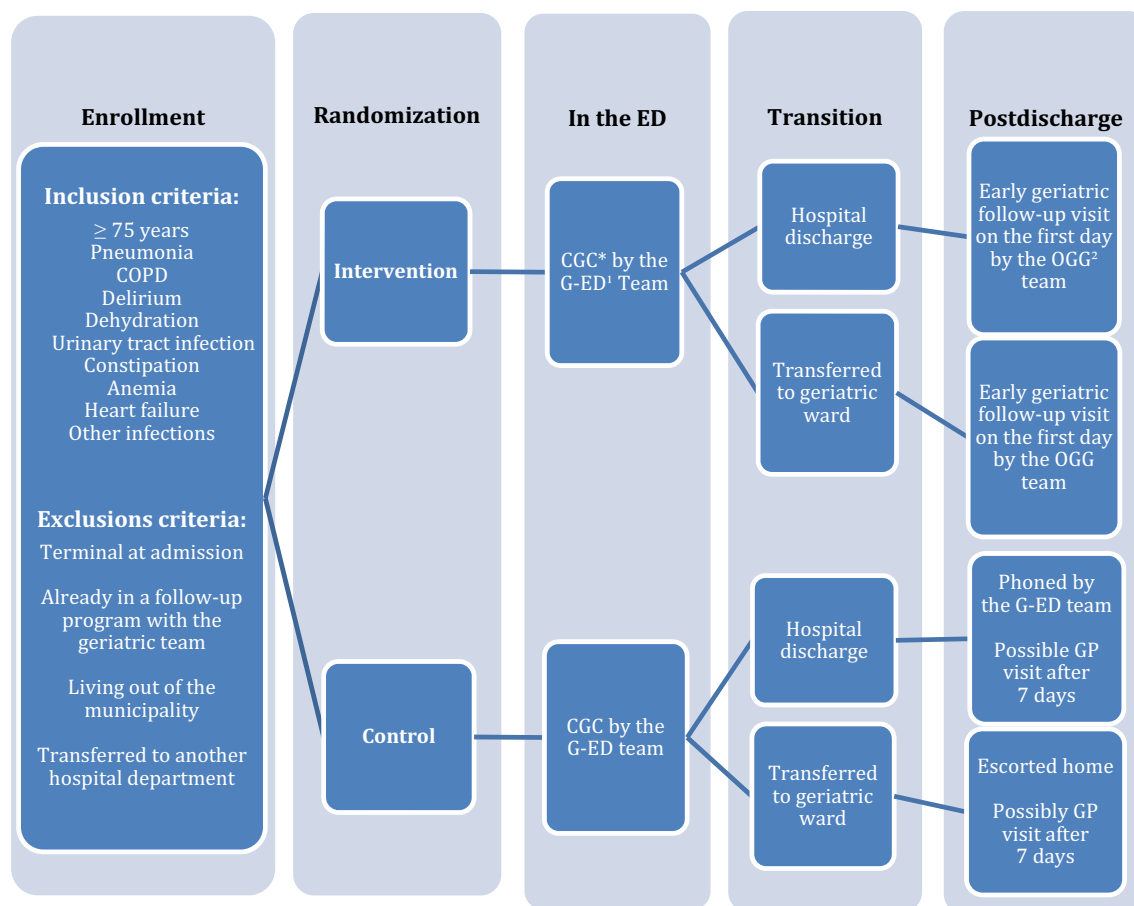 Enrollment
Inclusion criteria:
≥ 75 years
Pneumonia
COPD
Delirium
Dehydration
Urinary tract infection
Constipation
Anemia
Heart failure
Other infections
Exclusions criteria:
Terminal at admission
Already in a follow-up
program with the
geriatric team
Living out of the
municipality
Transferred to another
hospital department
Randomization
Intervention
Control
In the ED
CGC* by the
G-ED¹ Team
CGC by the
G-ED team
Transition
Hospital
discharge
Transferred
to geriatric
ward
Hospital
discharge
Transferred
to geriatric
ward
Postdischarge
Early geriatric
follow-up visit
on the first day
by the OGG²
team
Early geriatric
follow-up visit
on the first day
by the OGG
team
Phoned by
the G-ED team
Possible GP
visit after
7 days
Escorted home
Possibly GP
visit after
7 days